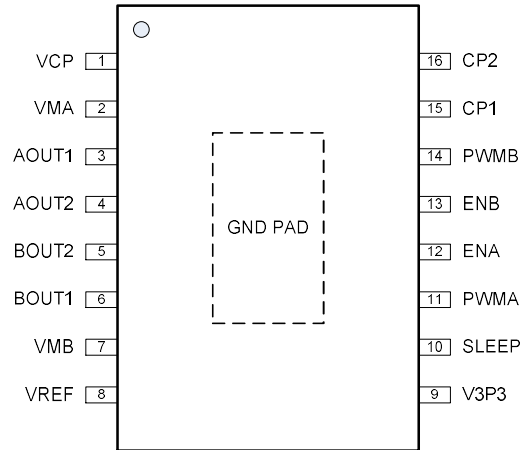 VCP 1
VMA 2
AOUT1 3
AOUT2 4
BOUT2 5
BOUT1 6
VMB 7
VREF 8
GND PAD
16 CP2
15 CP1
14 PWMB
13 ENB
12 ENA
11 PWMA
10 SLEEP
9 V3P3